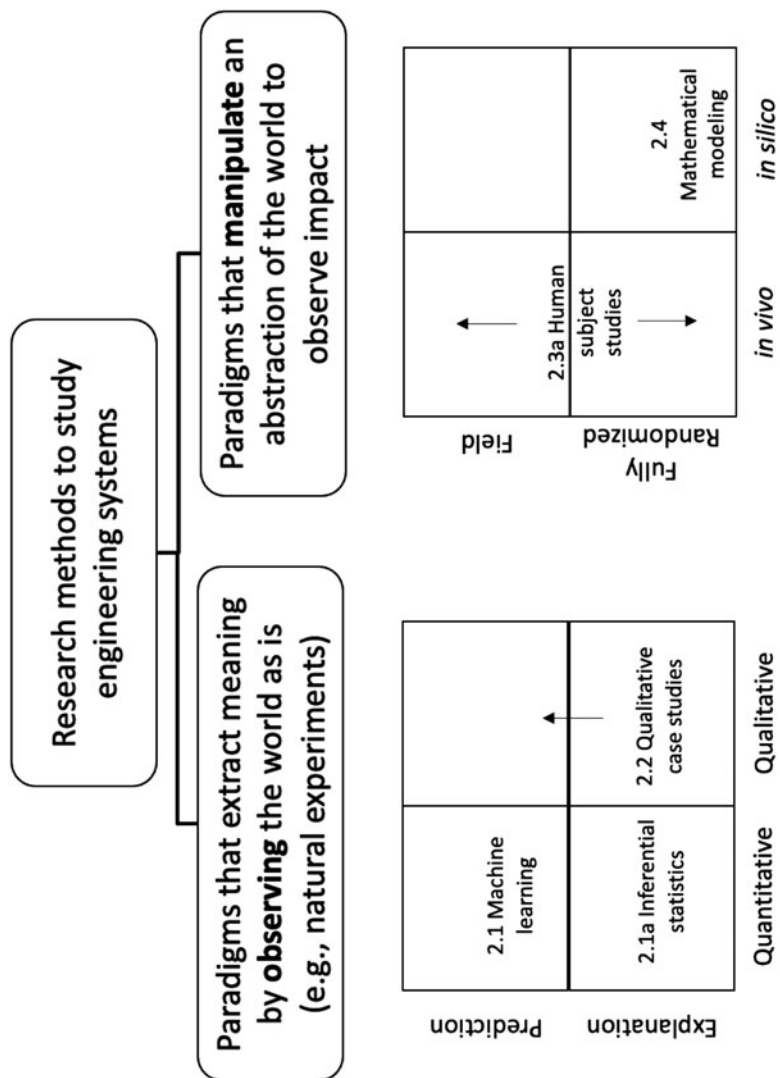 Research methods to study
engineering systems
Paradigms that extract meaning
by observing the world as is
(e.g., natural experiments)
Paradigms that manipulate an
abstraction of the world to
observe impact
Prediction
Explanation
2.1 Machine
learning
2.1a Inferential
statistics
2.2 Qualitative
case studies
Quantitative
Qualitative
Field
Fully
Randomized
2.3a Human
subject
studies
2.4
Mathematical
modeling
in vivo
in silico